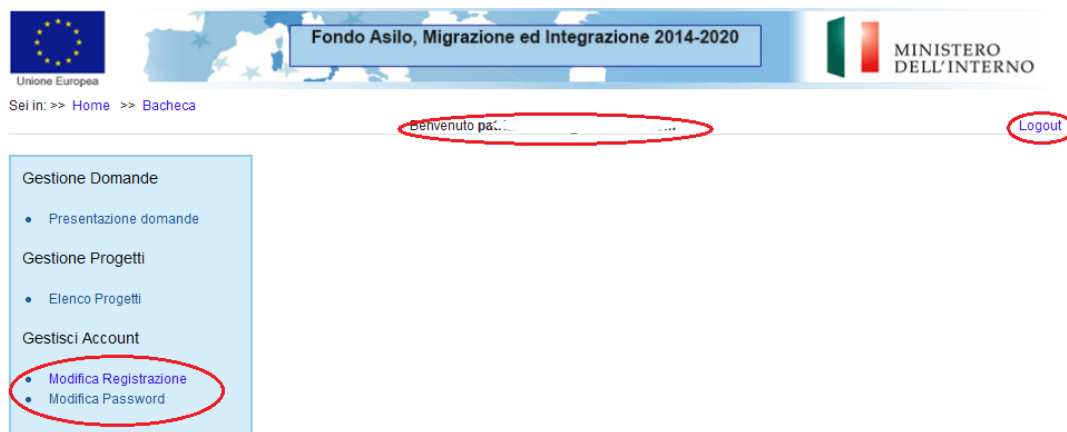 Fondo Asilo, Migrazione ed Integrazione 2014-2020
MINISTERO
DELL'INTERNO
Unione Europea
Sei in: >> Home >> Bacheca
Benvenuto
Logout
Gestione Domande
Presentazione domande
Gestione Progetti
Elenco Progetti
Gestisci Account
Modifica Registrazione
Modifica Password